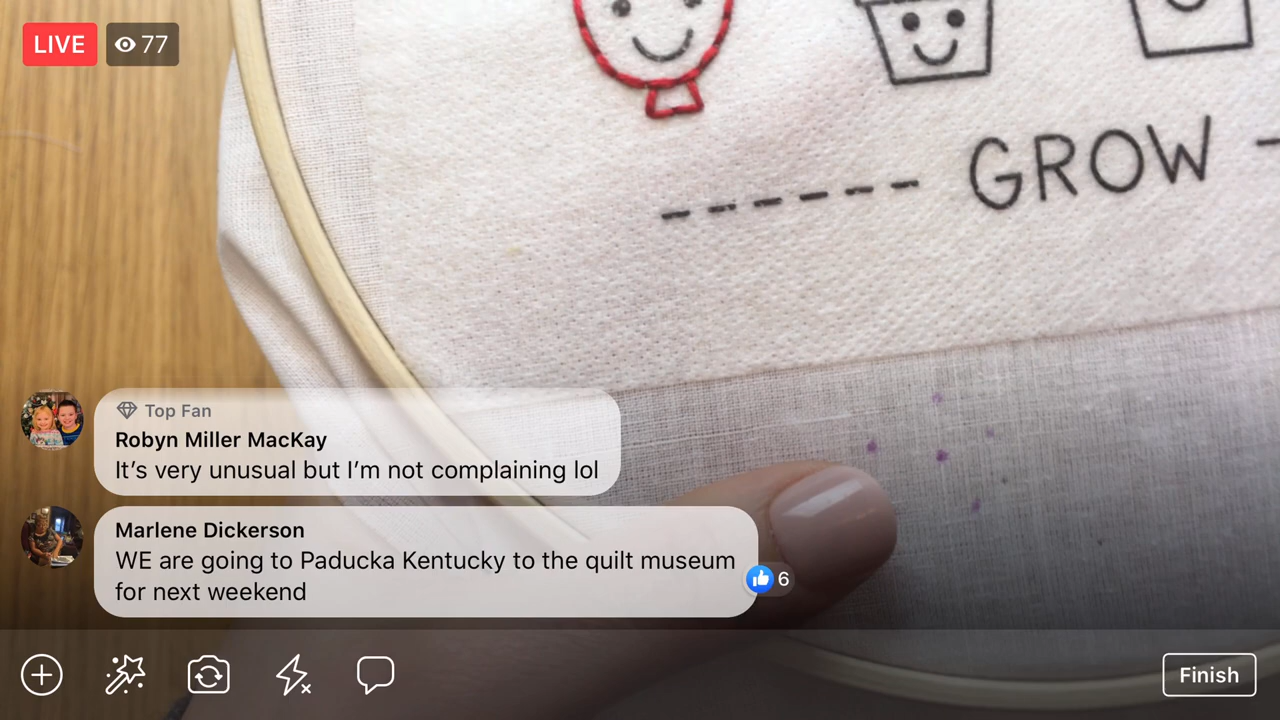 LIVE
77
GROW
Top Fan
Robyn Miller MacKay
It’s very unusual but I’m not complaining lol
Marlene Dickerson
WE are going to Paducka Kentucky to the quilt museum
for next weekend
6
Finish